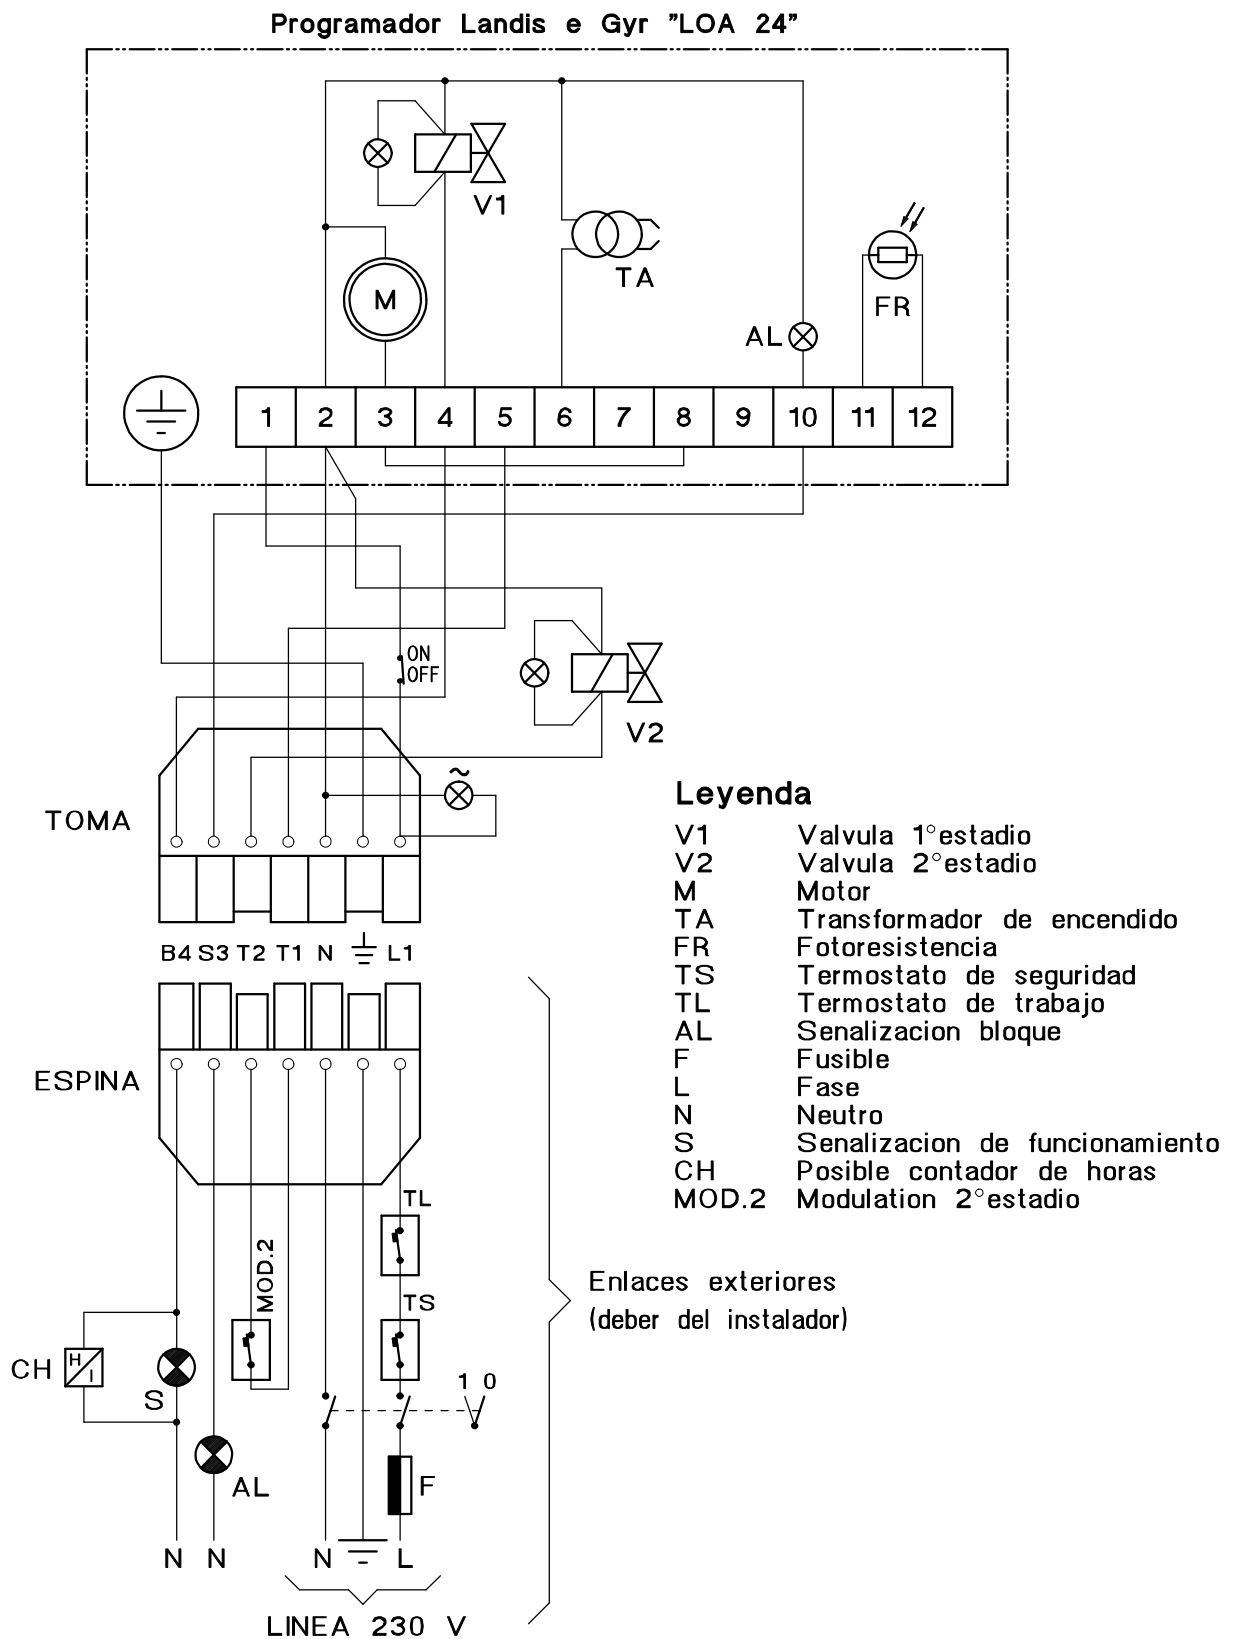 Programador Landis e Gyr "LOA 24"
V1
TA
M
FR
AL
1 2 3 4 5 6 7 8 9 10 11 12
ON
OFF
V2
~
TOMA
B4 S3 T2 T1 N L1
ESPINA
Leyenda
V1 Valvula 1°estadio
V2 Valvula 2°estadio
M Motor
TA Transformador de encendido
FR Fotoresistencia
TS Termostato de seguridad
TL Termostato de trabajo
AL Senalizacion bloque
F Fusible
L Fase
N Neutro
S Senalizacion de funcionamiento
CH Posible contador de horas
MOD.2 Modulation 2°estadio
TL
MOD.2
TS
Enlaces exteriores
(deber del instalador)
CH
H
I
S
1 0
AL
F
N N N L
LINEA 230 V